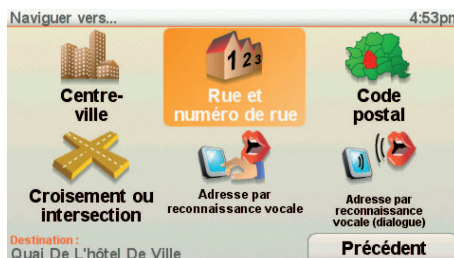 Naviguer vers...
4:53pm
1 2 3
Centre-
ville
Rue et
numéro de rue
Code
postal
Croisement ou
intersection
Adresse par
reconnaissance vocale
Adresse par
reconnaissance
vocale (dialogue)
Destination :
Quai De L'hôtel De Ville
Précédent